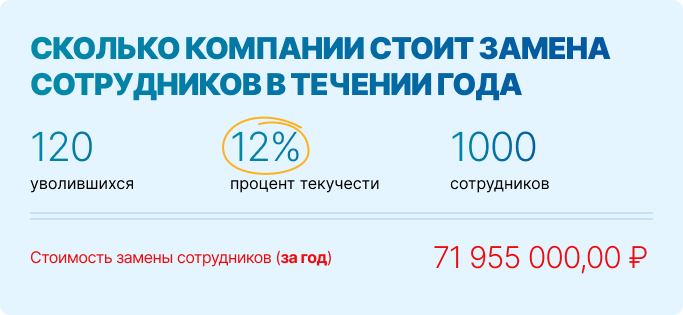 СКОЛЬКО КОМПАНИИ СТОИТ ЗАМЕНА
СОТРУДНИКОВ В ТЕЧЕНИИ ГОДА
120 12% 1000
уволившихся процент текучести сотрудников
Стоимость замены сотрудников (за год) 71 955 000,00 ₽